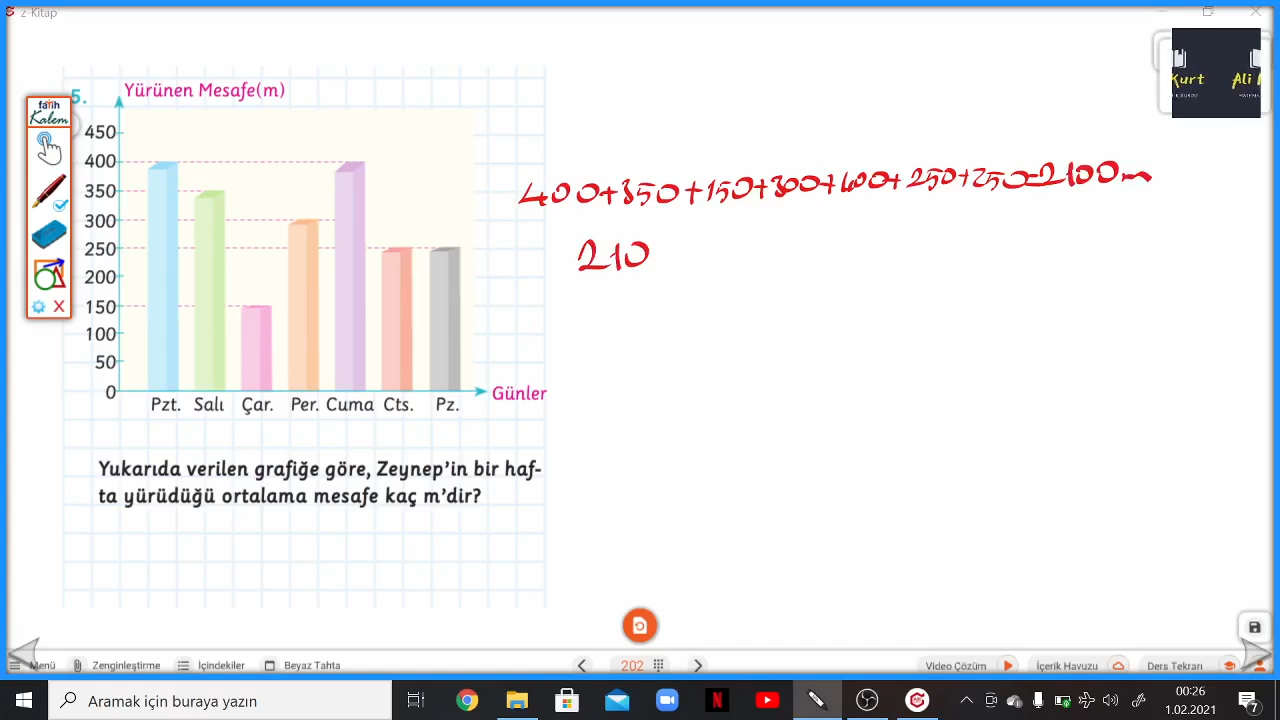 z-Kitap
Kurt
Ali
fatih
Kalem
5.
Yürünen Mesafe(m)
450
400
350
300
250
200
150
100
50
0
Pzt. Salı Çar. Per. Cuma Cts. Pz.
Günler
400+350+150+300+400+250+250=2100m
210
Yukarıda verilen grafiğe göre, Zeynep'in bir haf-
ta yürüdüğü ortalama mesafe kaç m'dir?
Menü Zenginleştirme İçindekiler Beyaz Tahta 202 Video Çözüm İçerik Havuzu Ders Tekrarı
Aramak için buraya yazın
00:26
1.02.2021
7